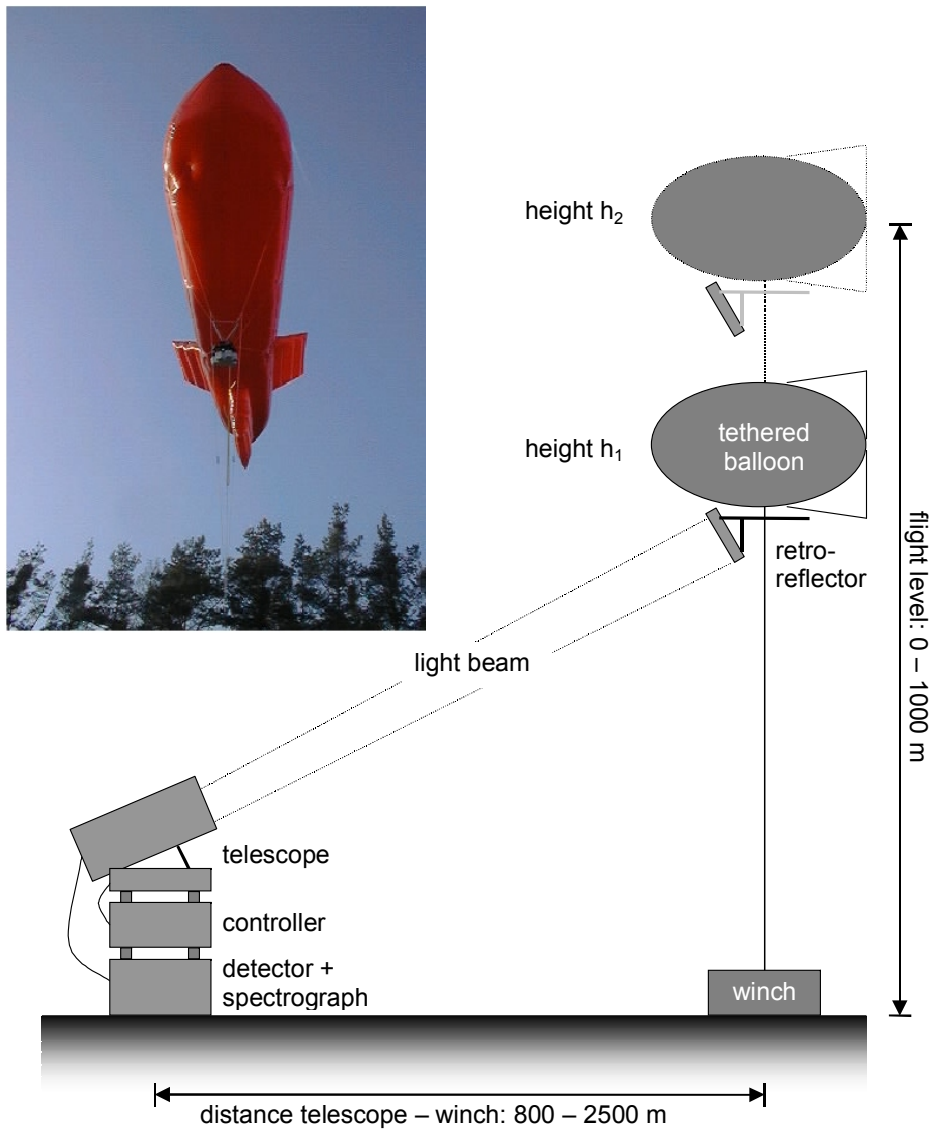 height h₂
height h₁
tethered
balloon
retro-
reflector
flight level: 0 – 1000 m
light beam
telescope
controller
detector +
spectrograph
winch
distance telescope – winch: 800 – 2500 m